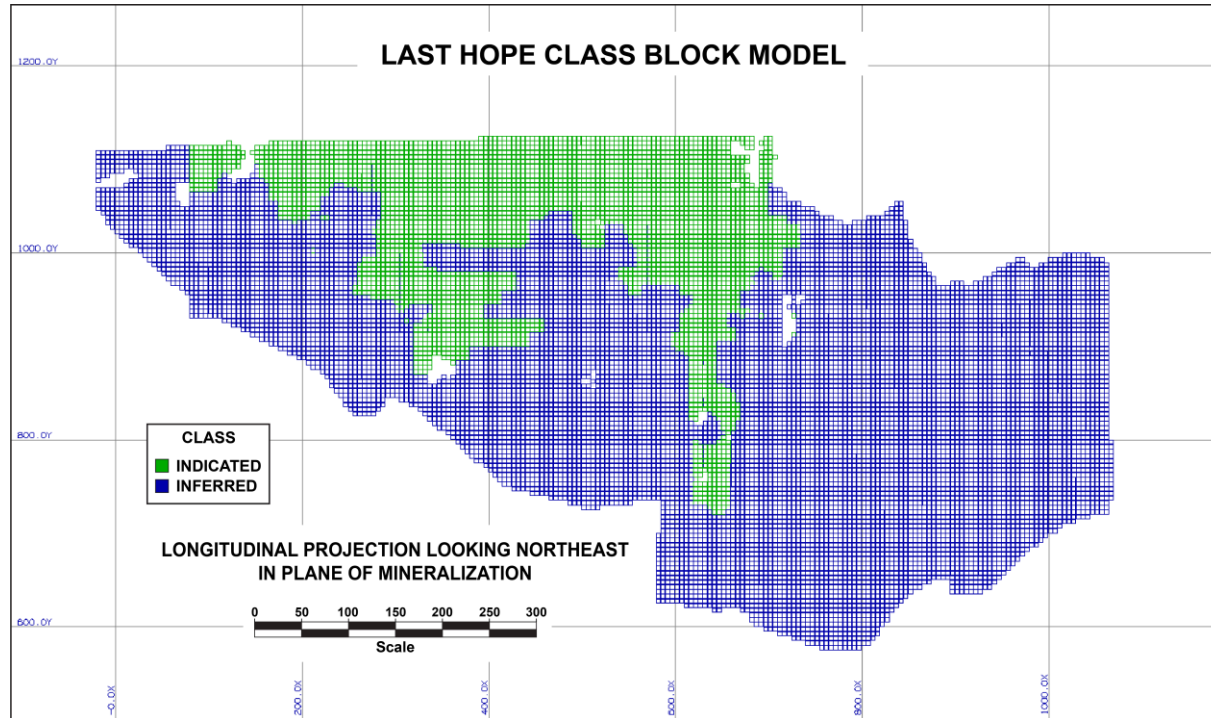 LAST HOPE CLASS BLOCK MODEL
1200.0Y
1000.0Y
800.0Y
CLASS
INDICATED
INFERRED
LONGITUDINAL PROJECTION LOOKING NORTHEAST
IN PLANE OF MINERALIZATION
0 50 100 150 200 250 300
Scale
600.0Y
-0.0X 200.0X 400.0X 600.0X 800.0X 1000.0X